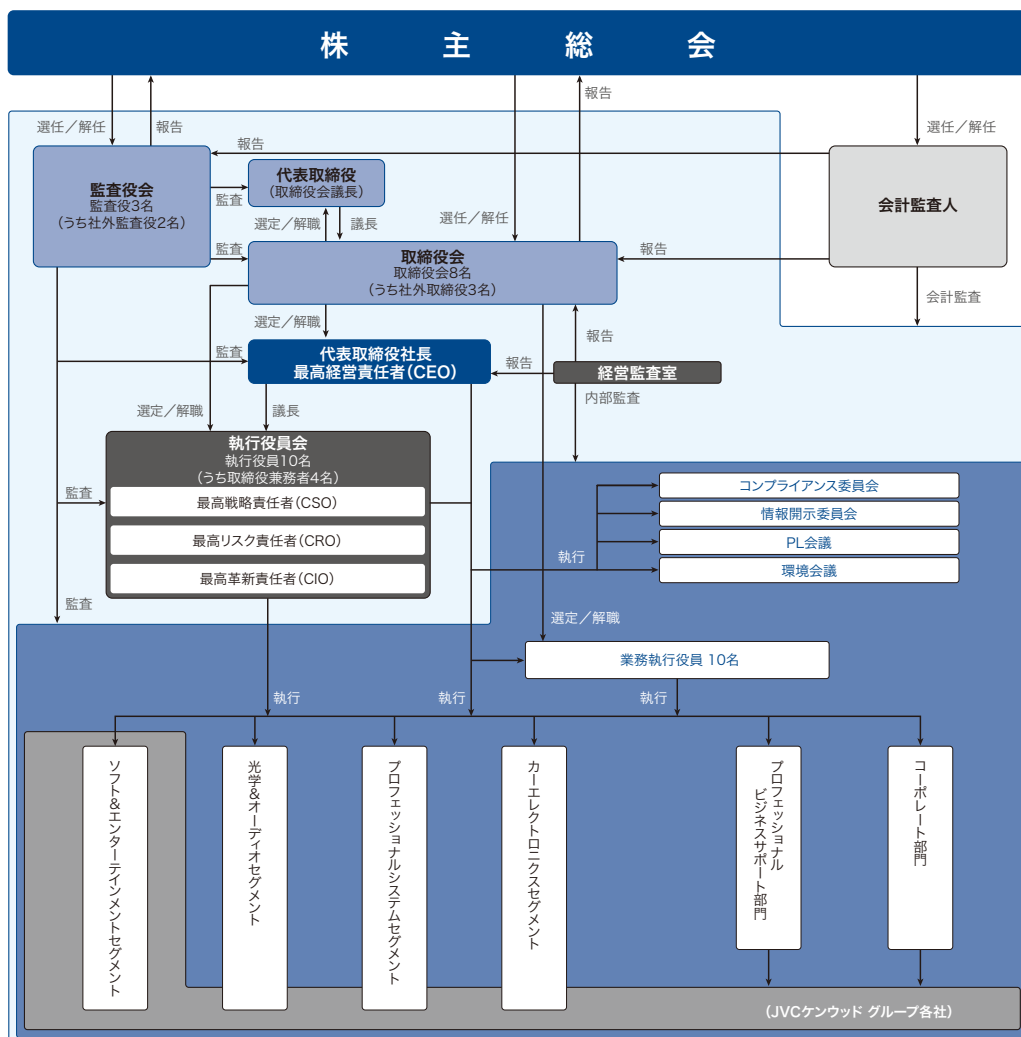 株主総会
選任／解任
報告
選任／解任
報告
選任／解任
報告
監査役会
監査役3名
（うち社外監査役2名）
監査
代表取締役
（取締役会議長）
会計監査人
選定／解職
議長
監査
取締役会
取締役会8名
（うち社外取締役3名）
報告
会計監査
選定／解職
報告
監査
代表取締役社長
最高経営責任者（CEO）
報告
経営監査室
内部監査
選定／解職
議長
執行役員会
執行役員10名
（うち取締役兼務者4名）
監査
最高戦略責任者（CSO）
最高リスク責任者（CRO）
最高革新責任者（CIO）
コンプライアンス委員会
情報開示委員会
PL会議
環境会議
執行
監査
選定／解職
業務執行役員 10名
執行
執行
執行
ソフト&エンターテインメントセグメント
光学&オーディオセグメント
プロフェッショナルシステムセグメント
カーエレクトロニクスセグメント
プロフェッショナル
ビジネスサポート部門
コーポレート部門
（JVCケンウッド グループ各社）